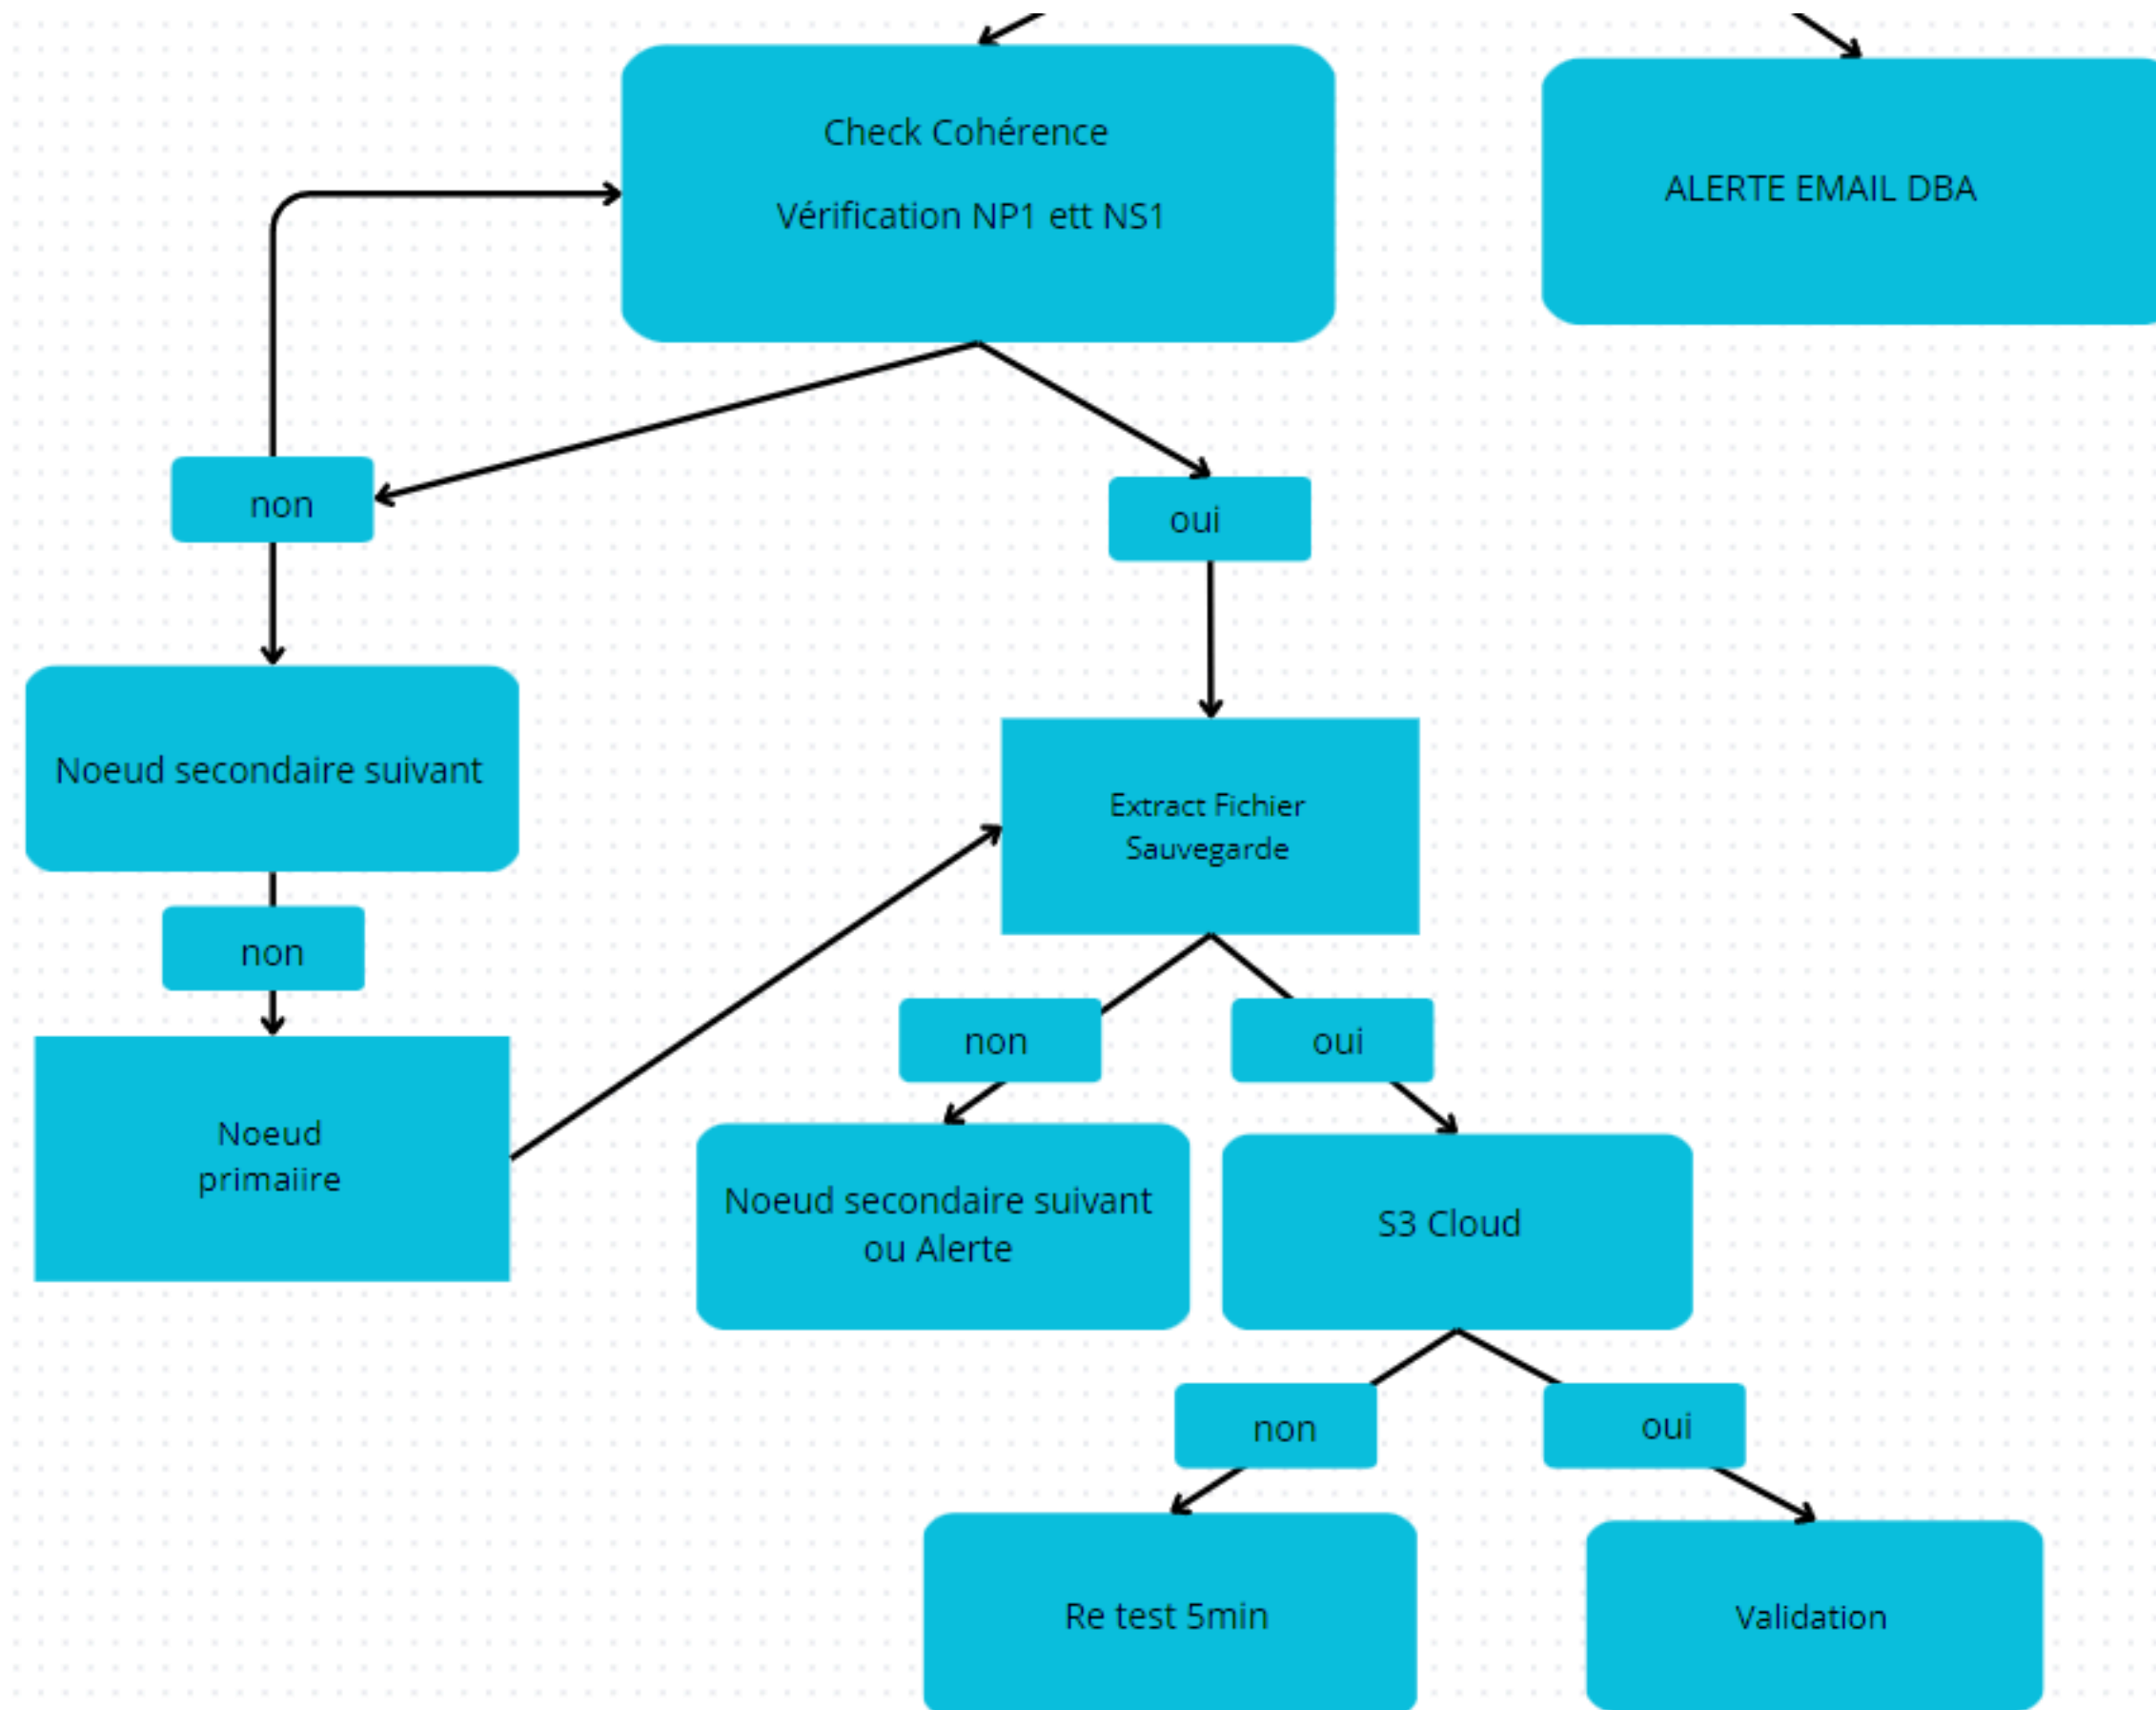 Check Cohérence
Vérification NP1 ett NS1
ALERTE EMAIL DBA
non
oui
Noeud secondaire suivant
Extract Fichier
Sauvegarde
non
non
oui
Noeud
primaiire
Noeud secondaire suivant
ou Alerte
S3 Cloud
non
oui
Re test 5min
Validation